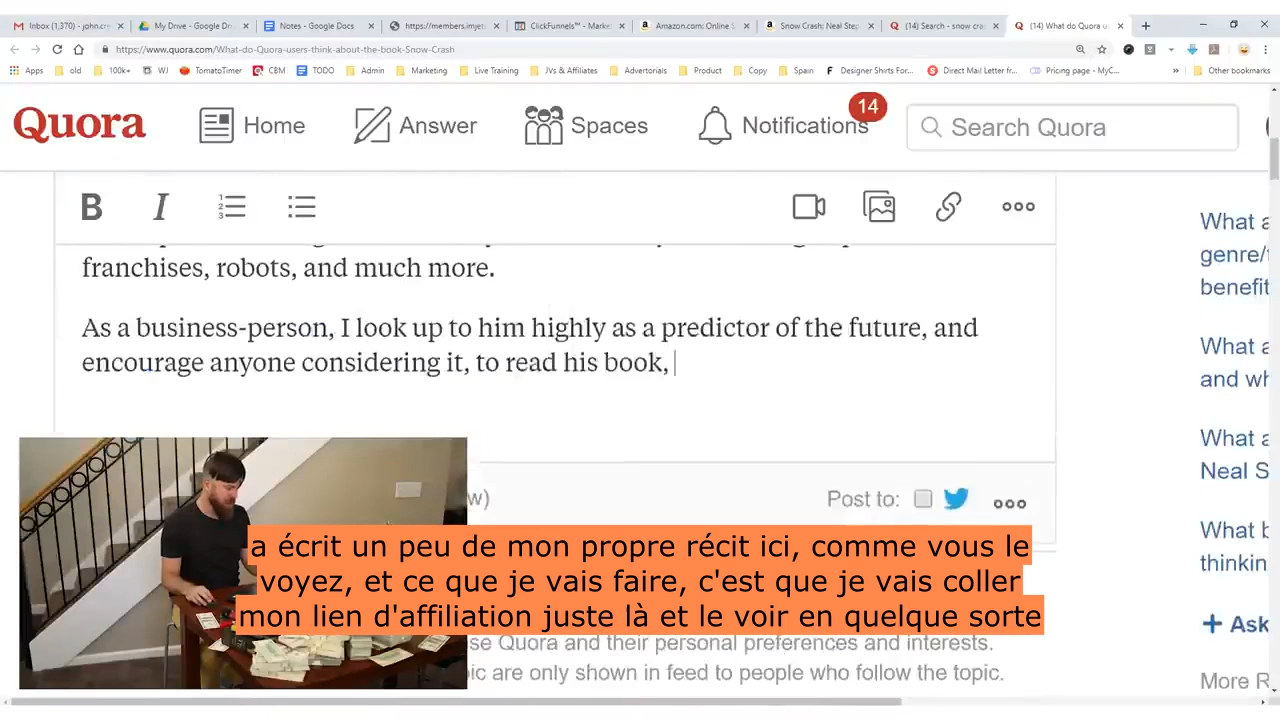 Inbox (1,370) - john.cre
My Drive - Google Dri
Notes - Google Docs
https://members.imjet
ClickFunnels™ - Marke
Amazon.com: Online S
Snow Crash: Neal Step
(14) Search - snow cra
(14) What do Quora u
https://www.quora.com/What-do-Quora-users-think-about-the-book-Snow-Crash
Apps
old
100k+
WJ
TomatoTimer
CBM
TODO
Admin
Marketing
Live Training
JVs & Affiliates
Advertorials
Product
Copy
Spain
Designer Shirts For...
Direct Mail Letter fr
Pricing page - MyC...
»
Other bookmarks
Quora
Home
Answer
Spaces
Notifications
14
Search Quora
B I
franchises, robots, and much more.
As a business-person, I look up to him highly as a predictor of the future, and
encourage anyone considering it, to read his book,
What a
genre/t
benefit
What a
and wh
What a
Neal S
What b
thinkin
+ Ask
More R
w)
Post to:
a écrit un peu de mon propre récit ici, comme vous le
voyez, et ce que je vais faire, c'est que je vais coller
mon lien d'affiliation juste là et le voir en quelque sorte
se Quora and their personal preferences and interests.
pic are only shown in feed to people who follow the topic.